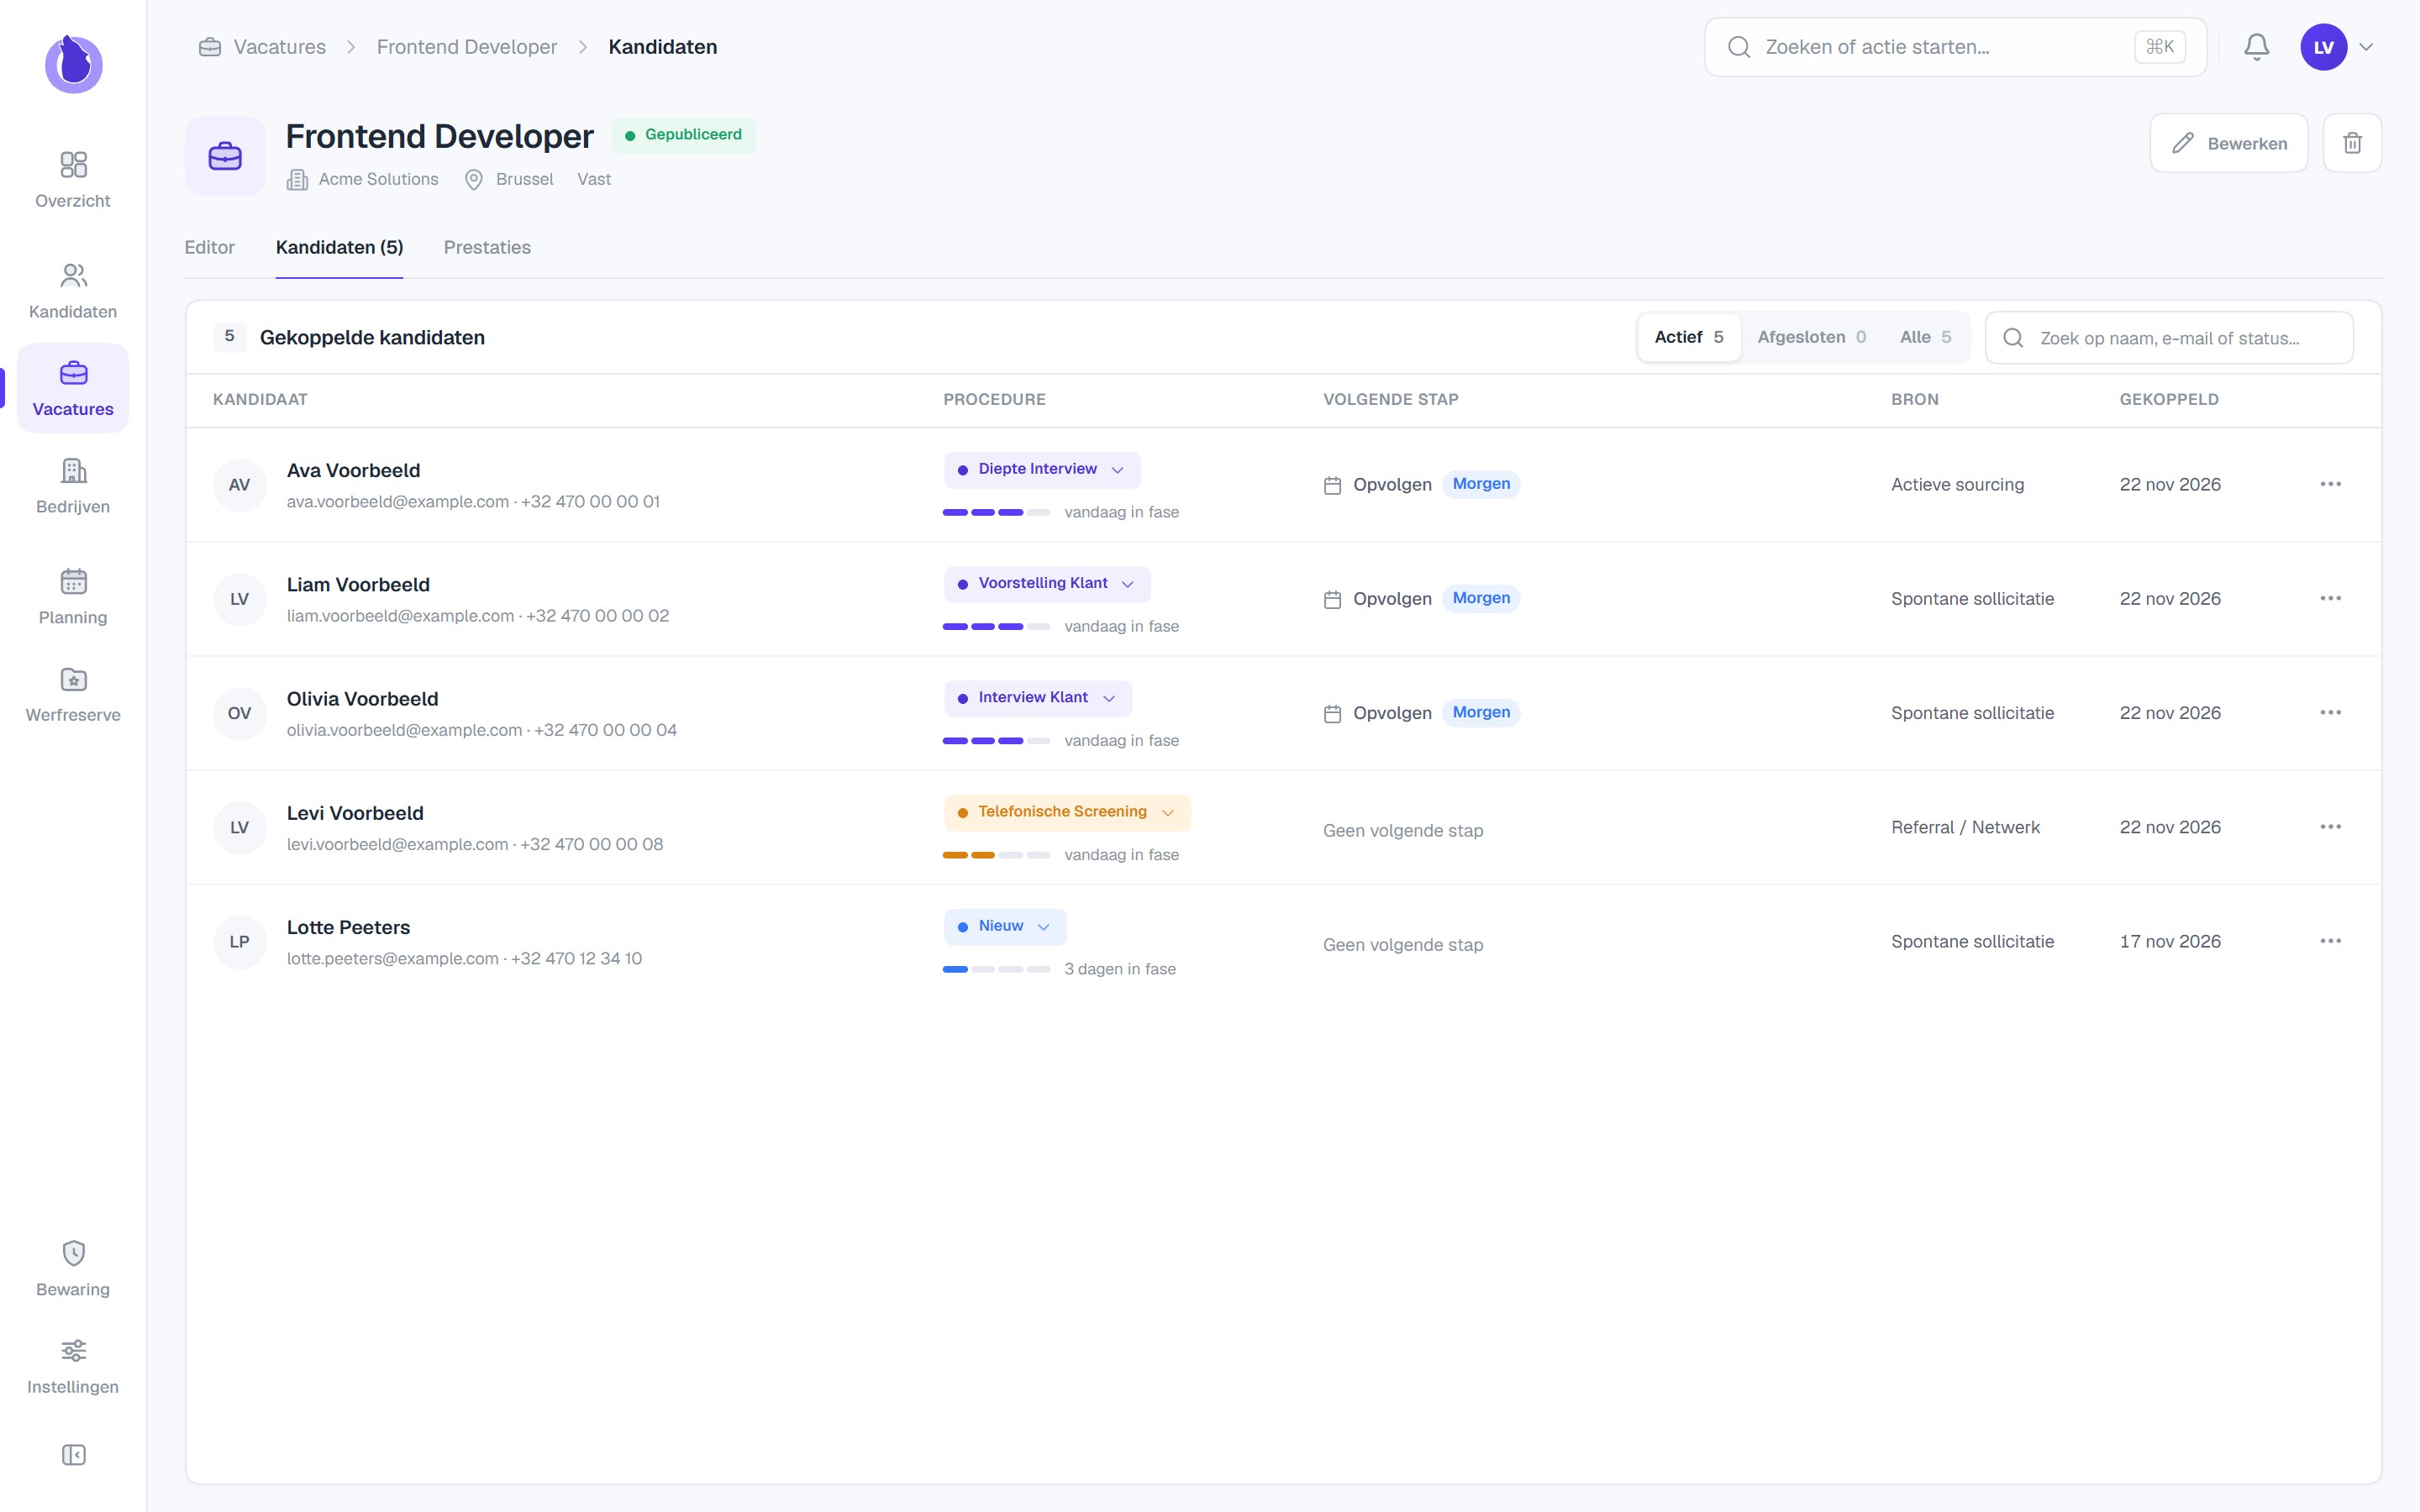 Vacatures > Frontend Developer > Kandidaten
Zoeken of actie starten... ⌘K
LV
Overzicht
Kandidaten
Vacatures
Bedrijven
Planning
Werfreserve
Bewaring
Instellingen
Frontend Developer
Gepubliceerd
Acme Solutions Brussel Vast
Bewerken
Editor Kandidaten (5) Prestaties
5 Gekoppelde kandidaten
Actief 5 Afgesloten 0 Alle 5
Zoek op naam, e-mail of status...
KANDIDAAT PROCEDURE VOLGENDE STAP BRON GEKOPPELD
AV
Ava Voorbeeld
ava.voorbeeld@example.com · +32 470 00 00 01
Diepte Interview
vandaag in fase
Opvolgen Morgen
Actieve sourcing
22 nov 2026
LV
Liam Voorbeeld
liam.voorbeeld@example.com · +32 470 00 00 02
Voorstelling Klant
vandaag in fase
Opvolgen Morgen
Spontane sollicitatie
22 nov 2026
OV
Olivia Voorbeeld
olivia.voorbeeld@example.com · +32 470 00 00 04
Interview Klant
vandaag in fase
Opvolgen Morgen
Spontane sollicitatie
22 nov 2026
LV
Levi Voorbeeld
levi.voorbeeld@example.com · +32 470 00 00 08
Telefonische Screening
vandaag in fase
Geen volgende stap
Referral / Netwerk
22 nov 2026
LP
Lotte Peeters
lotte.peeters@example.com · +32 470 12 34 10
Nieuw
3 dagen in fase
Geen volgende stap
Spontane sollicitatie
17 nov 2026